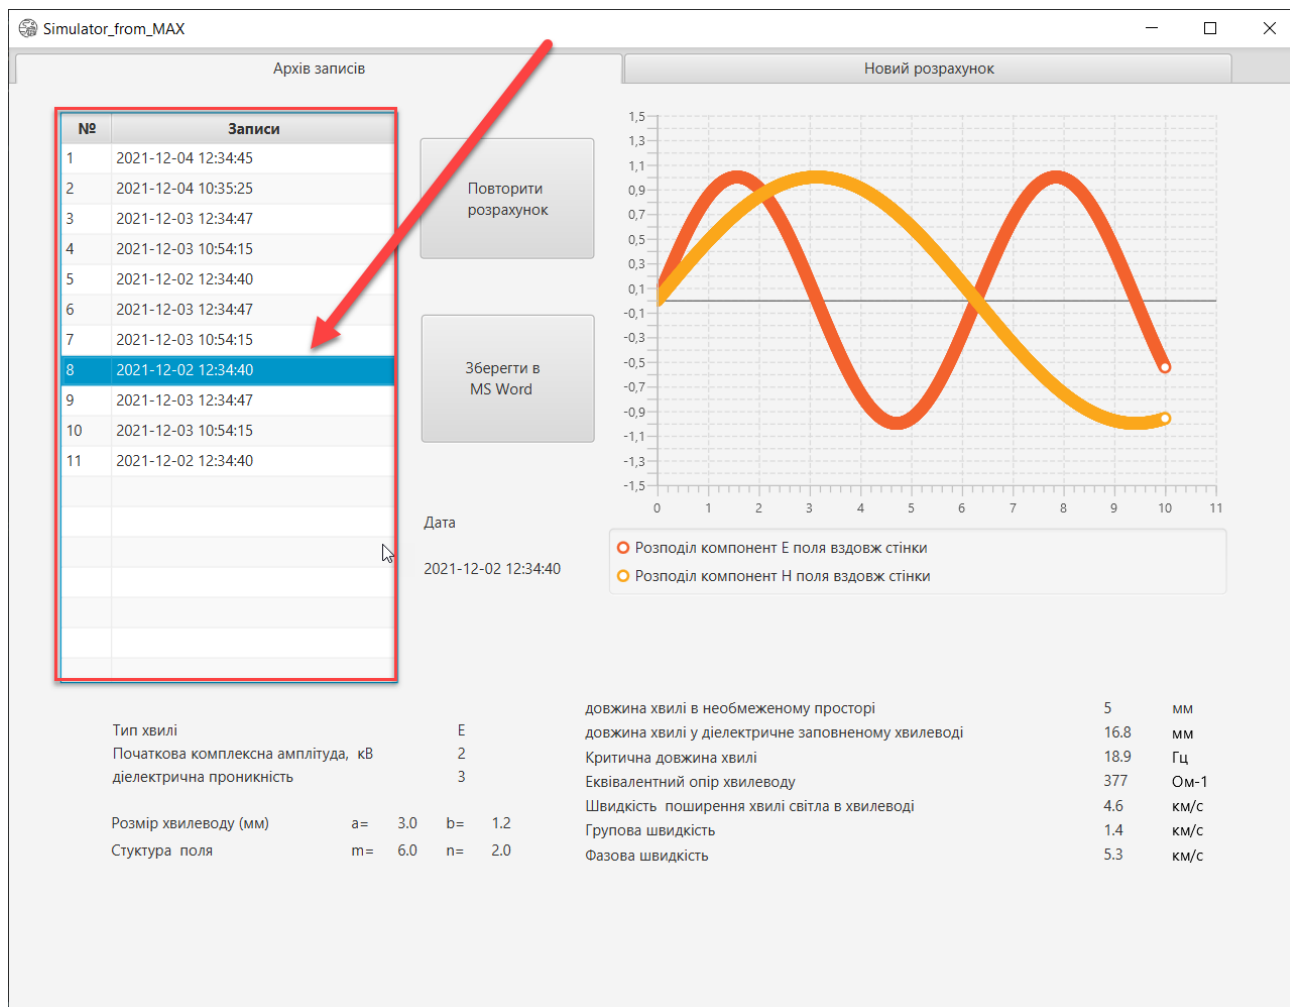 Simulator_from_MAX
Архів записів
Новий розрахунок
№ Записи
1 2021-12-04 12:34:45
2 2021-12-04 10:35:25
3 2021-12-03 12:34:47
4 2021-12-03 10:54:15
5 2021-12-02 12:34:40
6 2021-12-03 12:34:47
7 2021-12-03 10:54:15
8 2021-12-02 12:34:40
9 2021-12-03 12:34:47
10 2021-12-03 10:54:15
11 2021-12-02 12:34:40
Повторити
розрахунок
Зберегти в
MS Word
Дата
2021-12-02 12:34:40
1,5
1,3
1,1
0,9
0,7
0,5
0,3
0,1
-0,1
-0,3
-0,5
-0,7
-0,9
-1,1
-1,3
-1,5
0 1 2 3 4 5 6 7 8 9 10 11
Розподіл компонент Е поля вздовж стінки
Розподіл компонент Н поля вздовж стінки
Тип хвилі E
Початкова комплексна амплітуда, кВ 2
діелектрична проникність 3
Розмір хвилеводу (мм) a= 3.0 b= 1.2
Стуктура поля m= 6.0 n= 2.0
довжина хвилі в необмеженому просторі 5 мм
довжина хвилі у діелектричне заповненому хвилеводі 16.8 мм
Критична довжина хвилі 18.9 Гц
Еквівалентний опір хвилеводу 377 Ом-1
Швидкість поширення хвилі світла в хвилеводі 4.6 км/с
Групова швидкість 1.4 км/с
Фазова швидкість 5.3 км/с